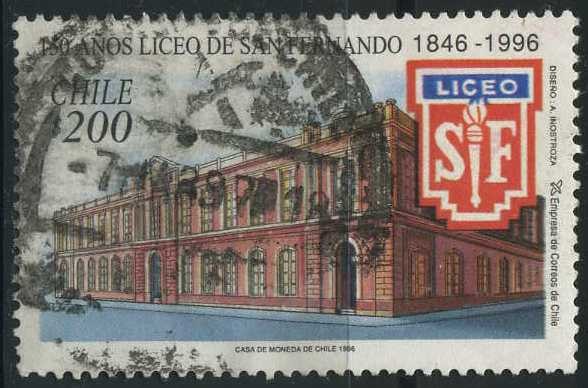 150 AÑOS LICEO DE SAN FERNANDO 1846 - 1996
CHILE
200
LICEO
SF
DISEÑO : A. INOSTROZA
Empresa de Correos de Chile
CASA DE MONEDA DE CHILE 1996